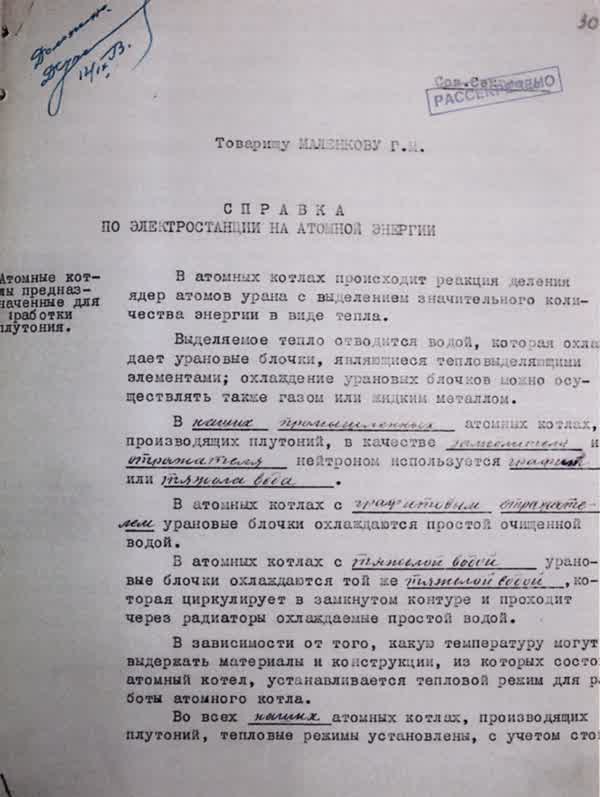 12/IX 53.
30
Сов.Секретно
РАССЕКРЕЧЕНО
Товарищу МАЛЕНКОВУ Г.М.
СПРАВКА
ПО ЭЛЕКТРОСТАНЦИИ НА АТОМНОЙ ЭНЕРГИИ
Атомные кот-
лы предназ-
наченные для
работки
плутония.
В атомных котлах происходит реакция деления
ядер атомов урана с выделением значительного коли-
чества энергии в виде тепла.
Выделяемое тепло отводится водой, которая охла
дает урановые блочки, являющиеся тепловыделяющими
элементами; охлаждение урановых блочков можно осу-
ществлять также газом или жидким металлом.
В наших промышленных атомных котлах,
производящих плутоний, в качестве замедлителя и
отражателя нейтронов используется графит
или тяжелая вода.
В атомных котлах с графитовым отражате-
лем урановые блочки охлаждаются простой очищенной
водой.
В атомных котлах с тяжелой водой урано-
вые блочки охлаждаются той же тяжелой водой, ко-
торая циркулирует в замкнутом контуре и проходит
через радиаторы охлаждаемые простой водой.
В зависимости от того, какую температуру могут
выдержать материалы и конструкции, из которых состо
атомный котел, устанавливается тепловой режим для р
боты атомного котла.
Во всех наших атомных котлах, производящих
плутоний, тепловые режимы установлены, с учетом сто